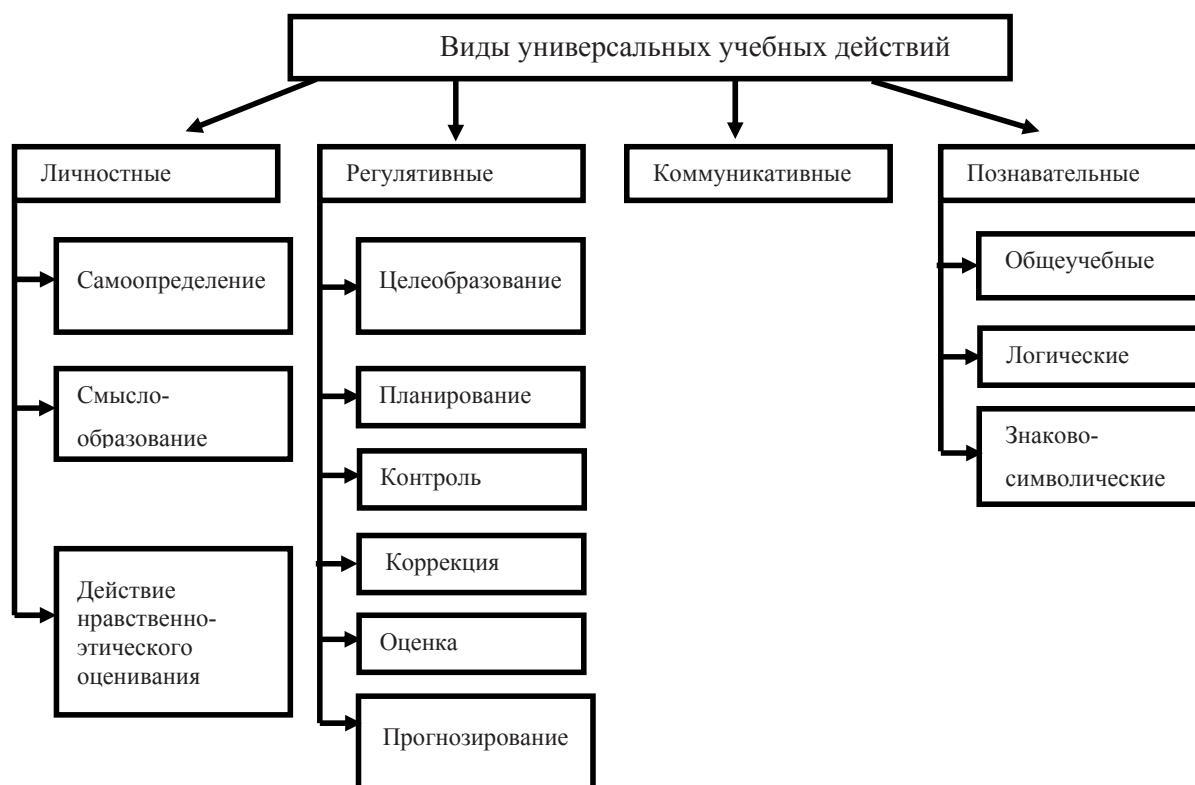 Виды универсальных учебных действий
Личностные
Регулятивные
Коммуникативные
Познавательные
Самоопределение
Смысло-
образование
Действие
нравственно-
этического
оценивания
Целеобразование
Планирование
Контроль
Коррекция
Оценка
Прогнозирование
Общеучебные
Логические
Знаково-
символические